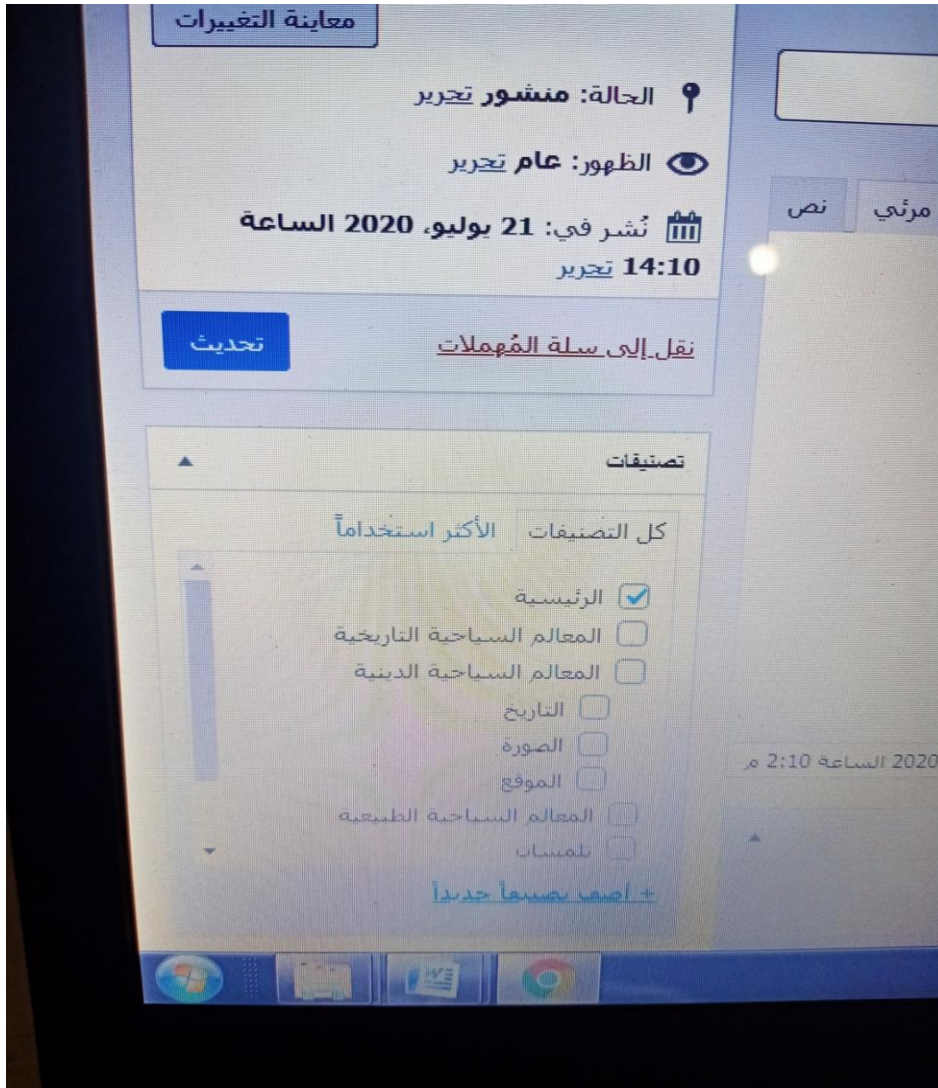 معاينة التغييرات
الحالة: منشور تحرير
الظهور: عام تحرير
نُشر في: 21 يوليو، 2020 الساعة
14:10 تحرير
نقل إلى سلة المُهملات
تحديث
تصنيفات
كل التصنيفات
الأكثر استخداماً
الرئيسية
المعالم السياحية التاريخية
المعالم السياحية الدينية
التاريخ
الصورة
الموقع
المعالم السياحية الطبيعية
تلمسان
+ أضف تصنيفاً جديداً
مرئي
نص
2020 الساعة 2:10 م